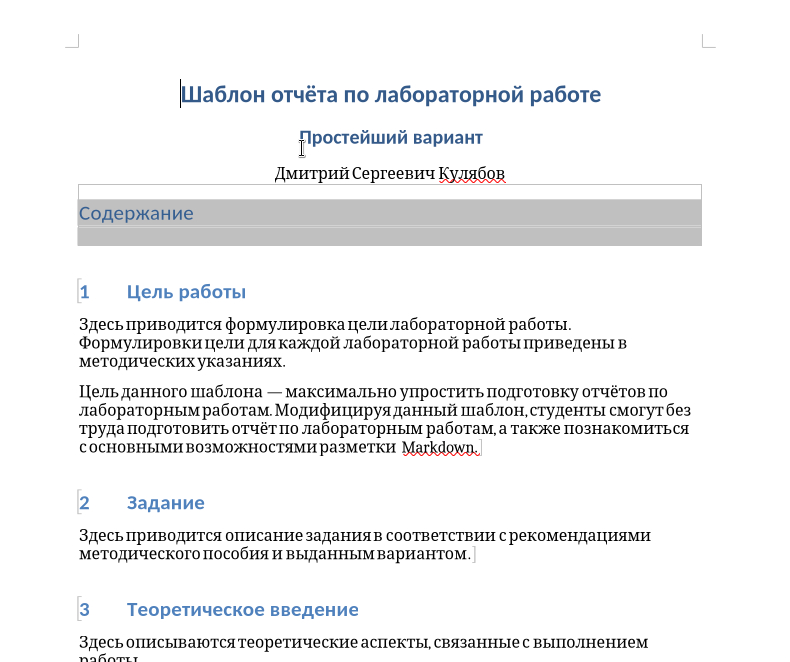 Шаблон отчёта по лабораторной работе
Простейший вариант
Дмитрий Сергеевич Кулябов
Содержание
1 Цель работы
Здесь приводится формулировка цели лабораторной работы.
Формулировки цели для каждой лабораторной работы приведены в
методических указаниях.
Цель данного шаблона — максимально упростить подготовку отчётов по
лабораторным работам. Модифицируя данный шаблон, студенты смогут без
труда подготовить отчёт по лабораторным работам, а также познакомиться
с основными возможностями разметки Markdown.
2 Задание
Здесь приводится описание задания в соответствии с рекомендациями
методического пособия и выданным вариантом.
3 Теоретическое введение
Здесь описываются теоретические аспекты, связанные с выполнением
работы.